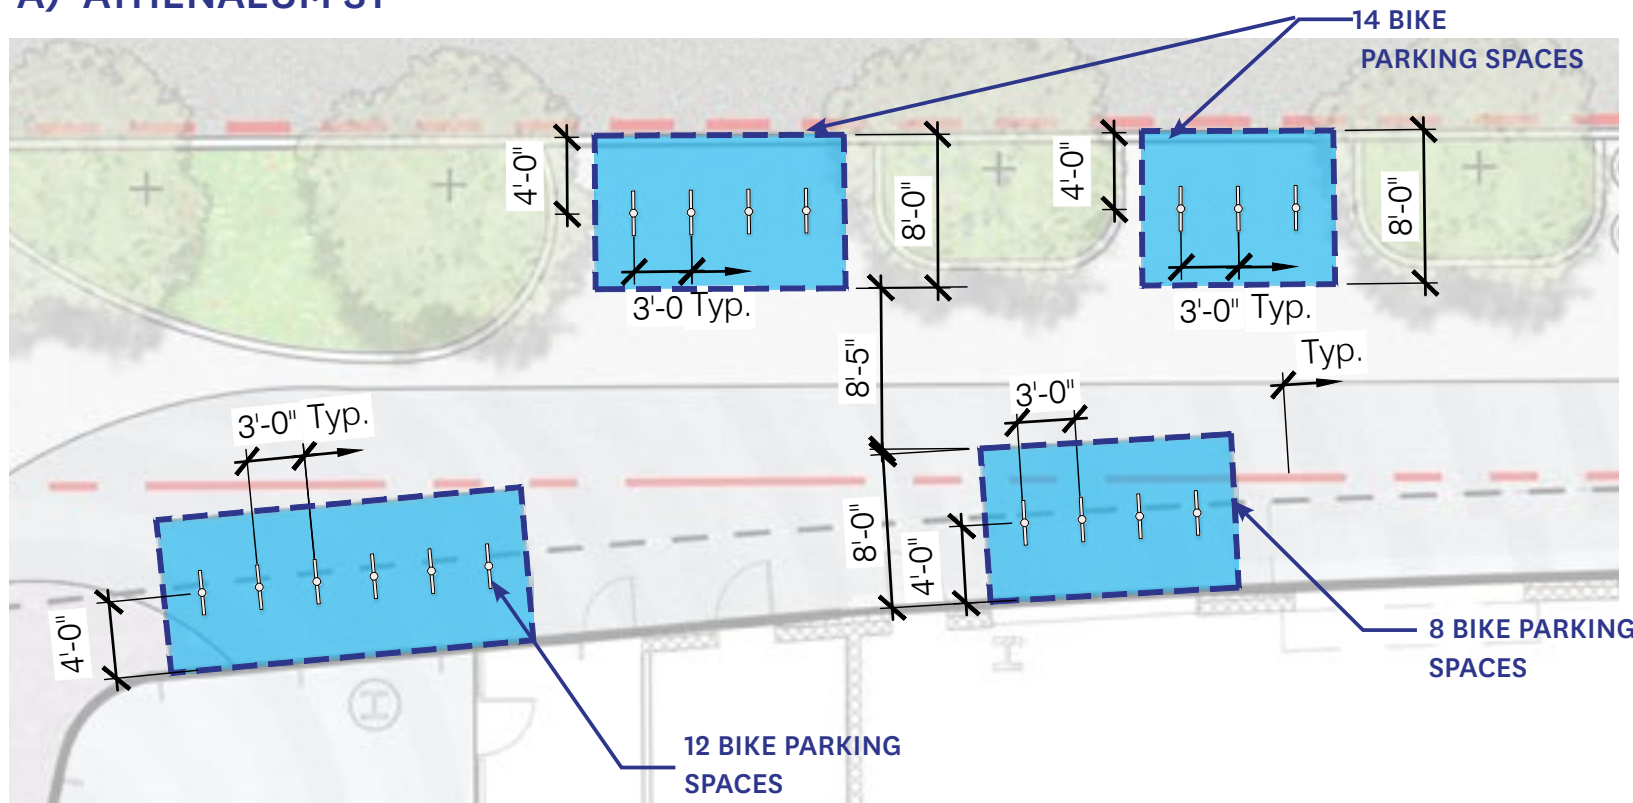 A) ATHENAEUM ST
14 BIKE
PARKING SPACES
4'-0"
8'-0"
4'-0"
8'-0"
3'-0 Typ.
3'-0" Typ.
8'-5"
Typ.
3'-0"
3'-0" Typ.
8'-0"
4'-0"
4'-0"
8 BIKE PARKING
SPACES
12 BIKE PARKING
SPACES